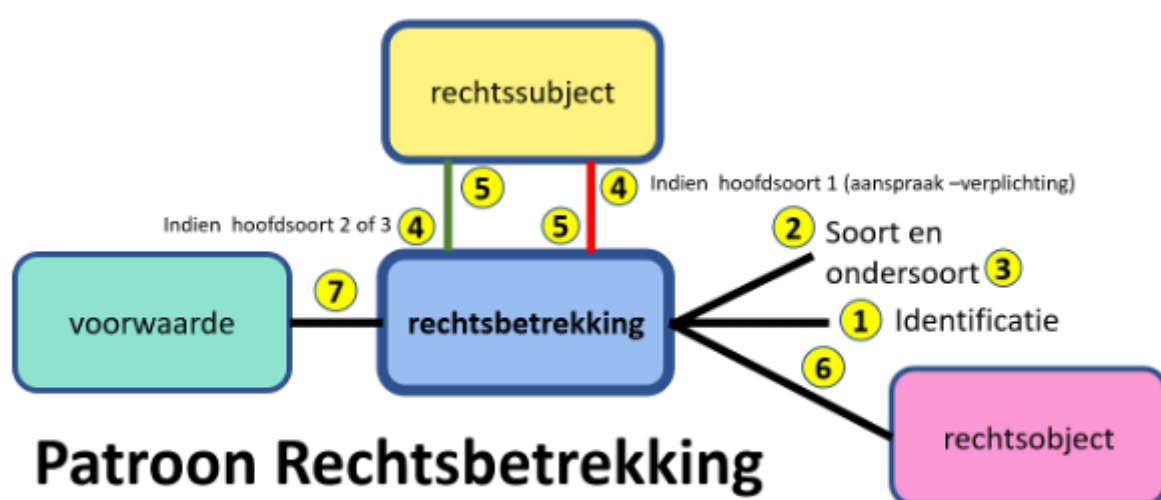 rechtssubject
5
4
Indien hoofdsoort 1 (aanspraak –verplichting)
Indien hoofdsoort 2 of 3
4
5
2
Soort en
ondersoort 3
voorwaarde
7
rechtsbetrekking
1 Identificatie
6
rechtsobject
Patroon Rechtsbetrekking